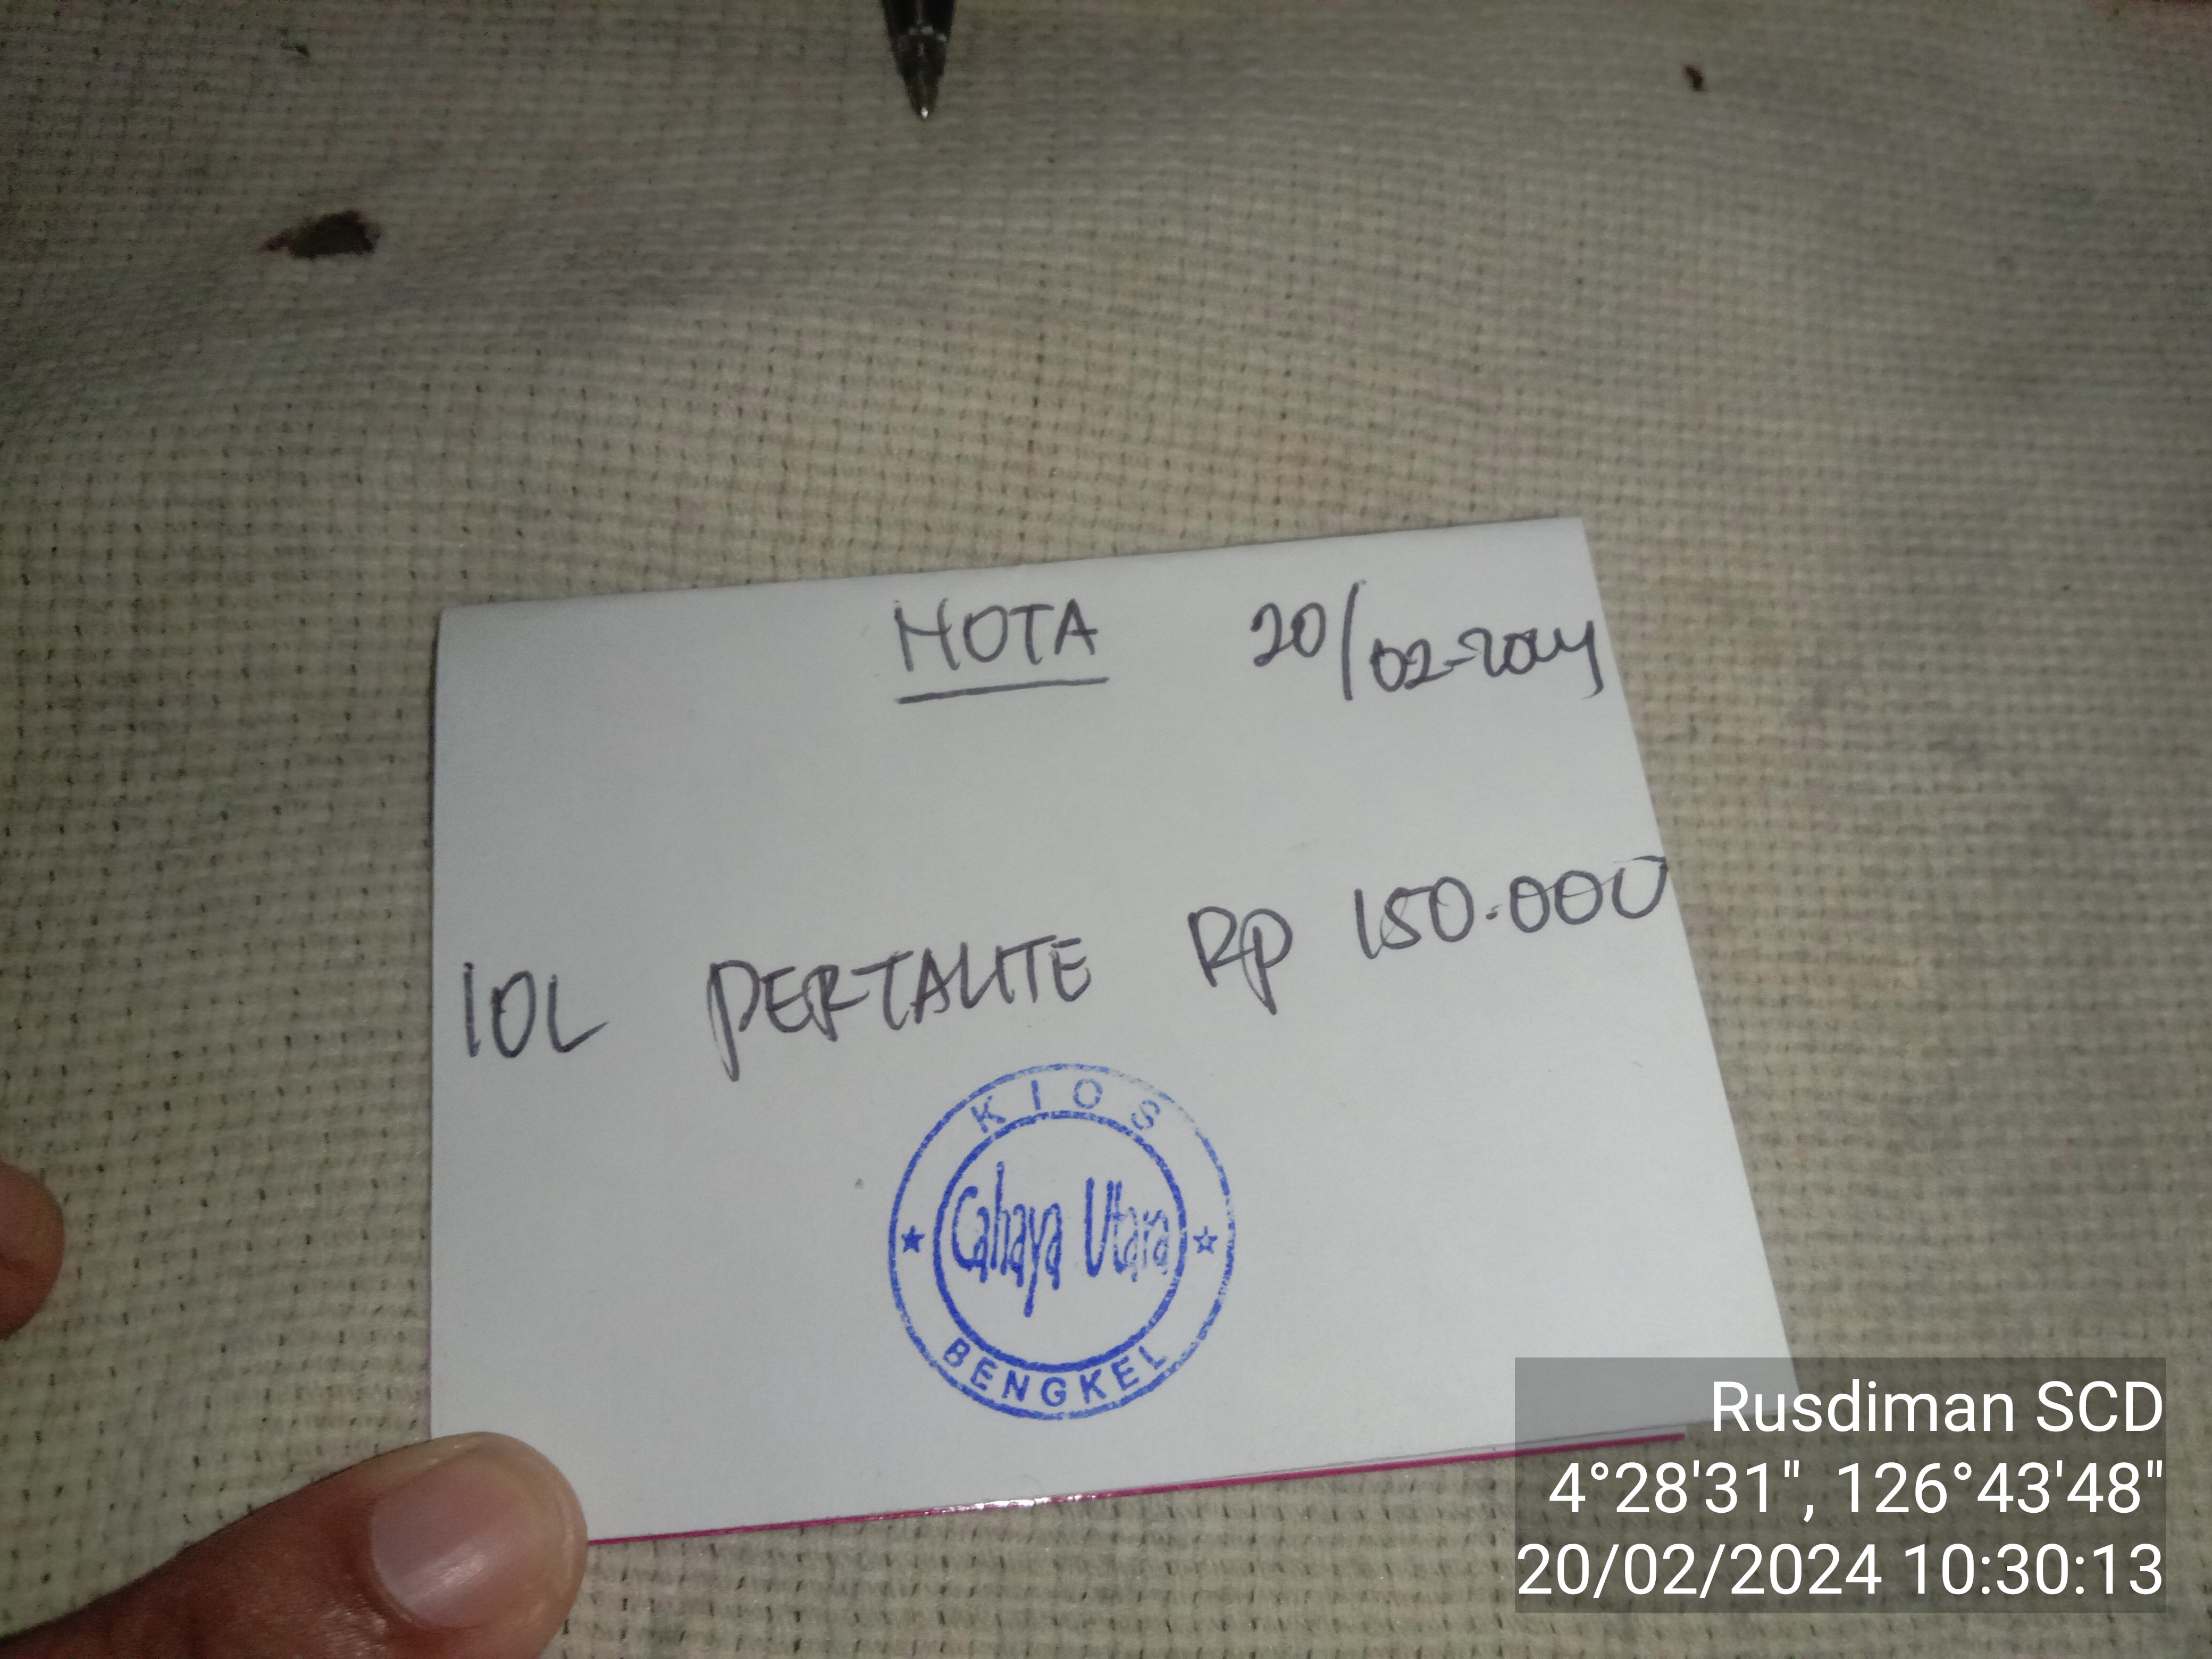 NOTA 20/02-2024
10L PERTALITE RP 150.000
KIOS
Cahaya Utara
BENGKEL
Rusdiman SCD
4°28'31", 126°43'48"
20/02/2024 10:30:13